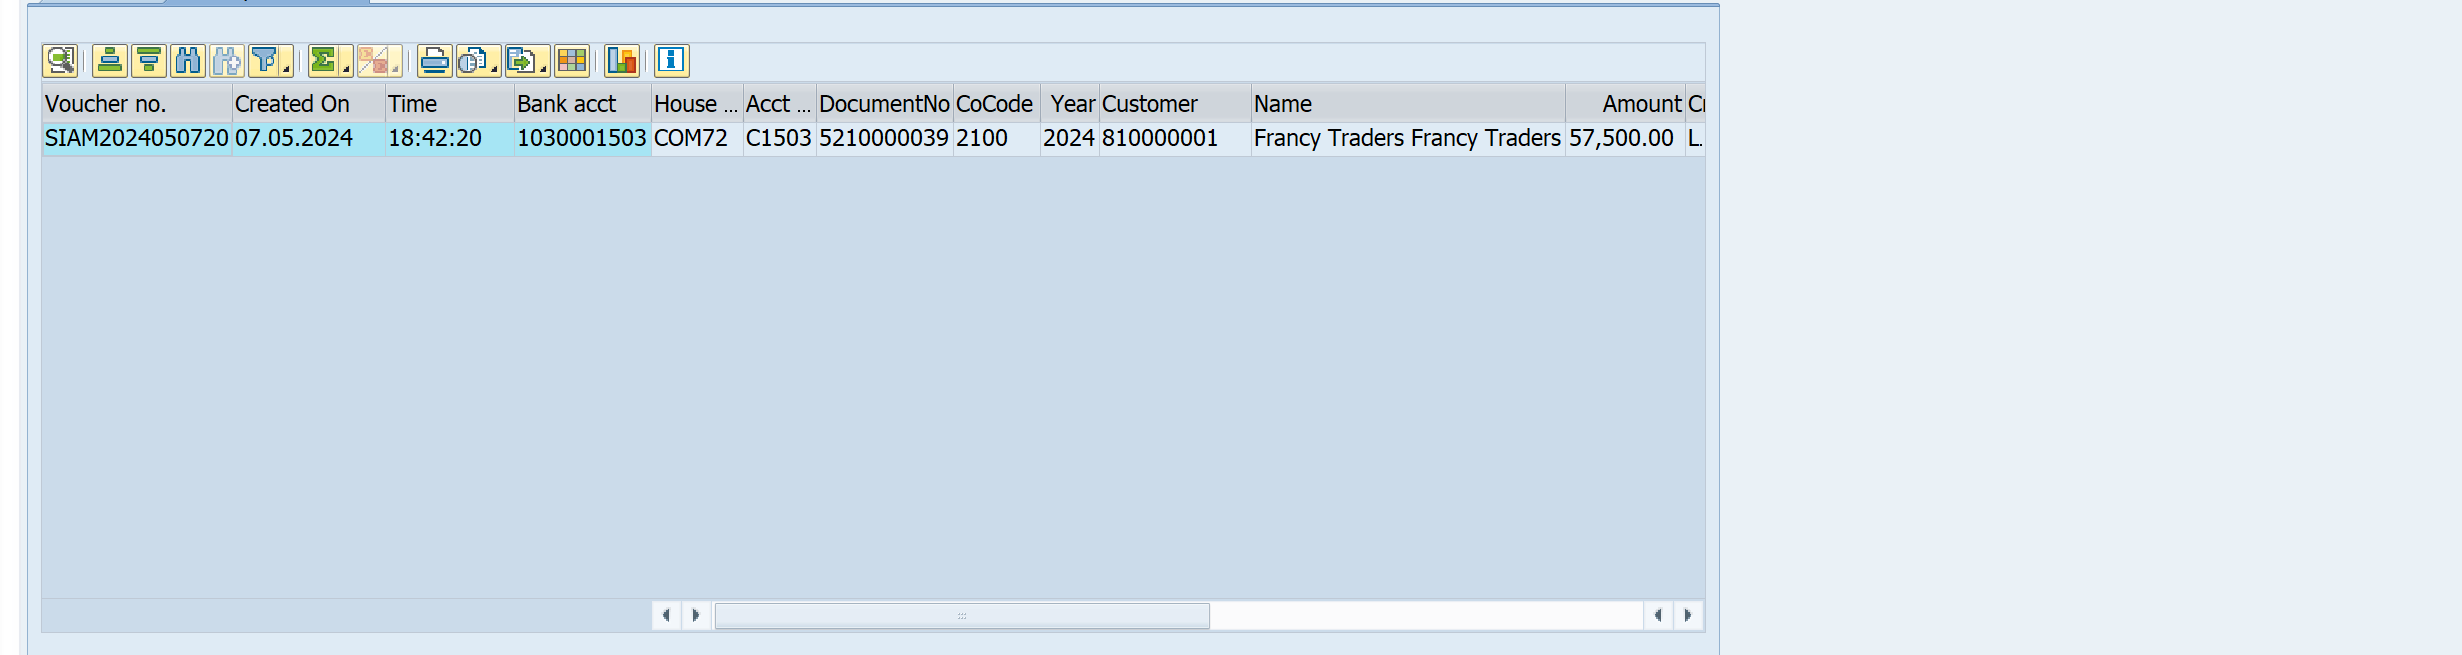 Voucher no. Created On Time Bank acct House ... Acct ... DocumentNo CoCode Year Customer Name Amount
SIAM2024050720 07.05.2024 18:42:20 1030001503 COM72 C1503 5210000039 2100 2024 810000001 Francy Traders Francy Traders 57,500.00 L.